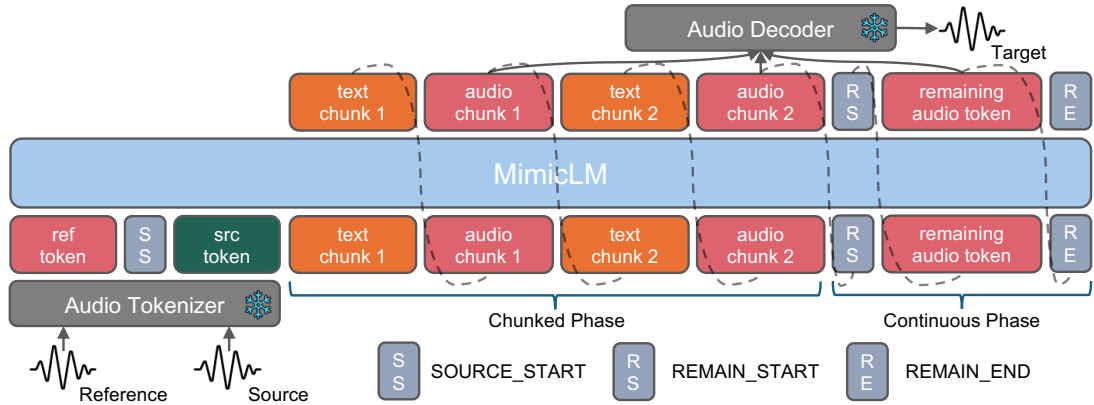 Audio Decoder
Target
text chunk 1
audio chunk 1
text chunk 2
audio chunk 2
R S
remaining audio token
R E
MimicLM
ref token
S S
src token
text chunk 1
audio chunk 1
text chunk 2
audio chunk 2
R S
remaining audio token
R E
Audio Tokenizer
Chunked Phase
Continuous Phase
Reference
Source
S S
SOURCE_START
R S
REMAIN_START
R E
REMAIN_END